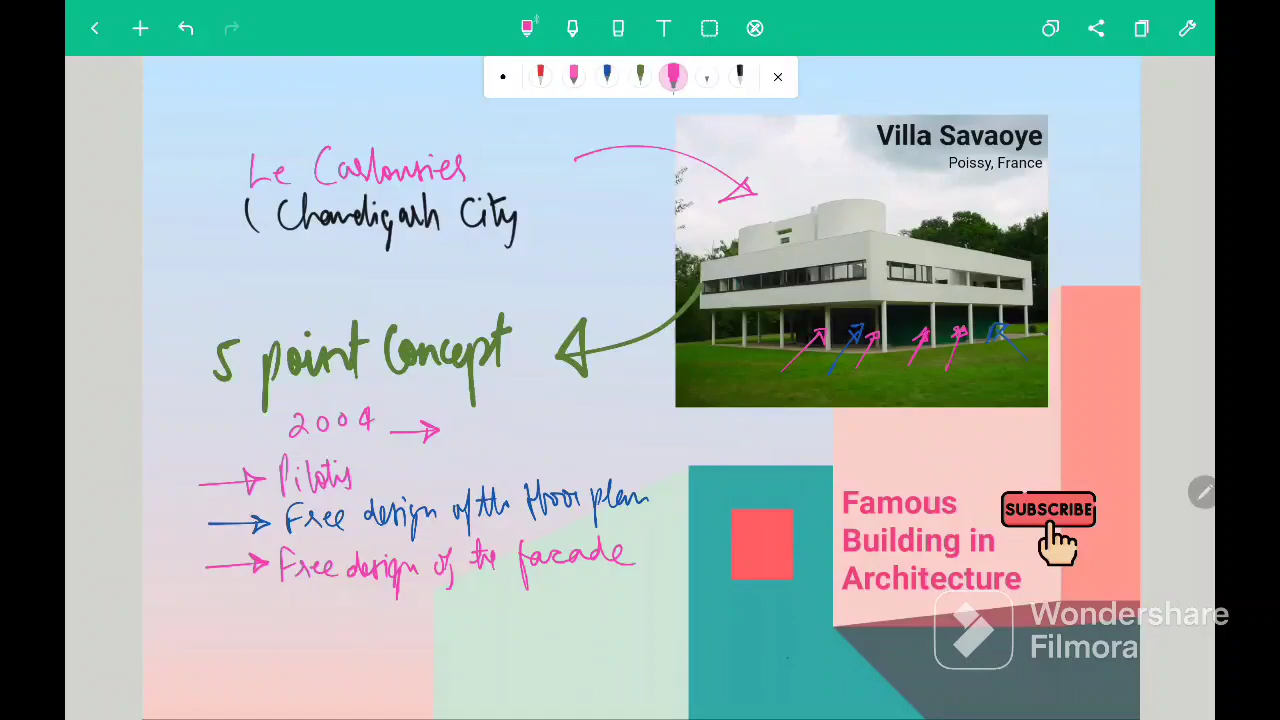 Villa Savaoye
Poissy, France
Le Carlousies
( Chandigarh City
5 point Concept
2004
Pilotis
Free design of the floor plan
Free design of the facade
Famous
Building in
Architecture
SUBSCRIBE
Wondershare
Filmora
T